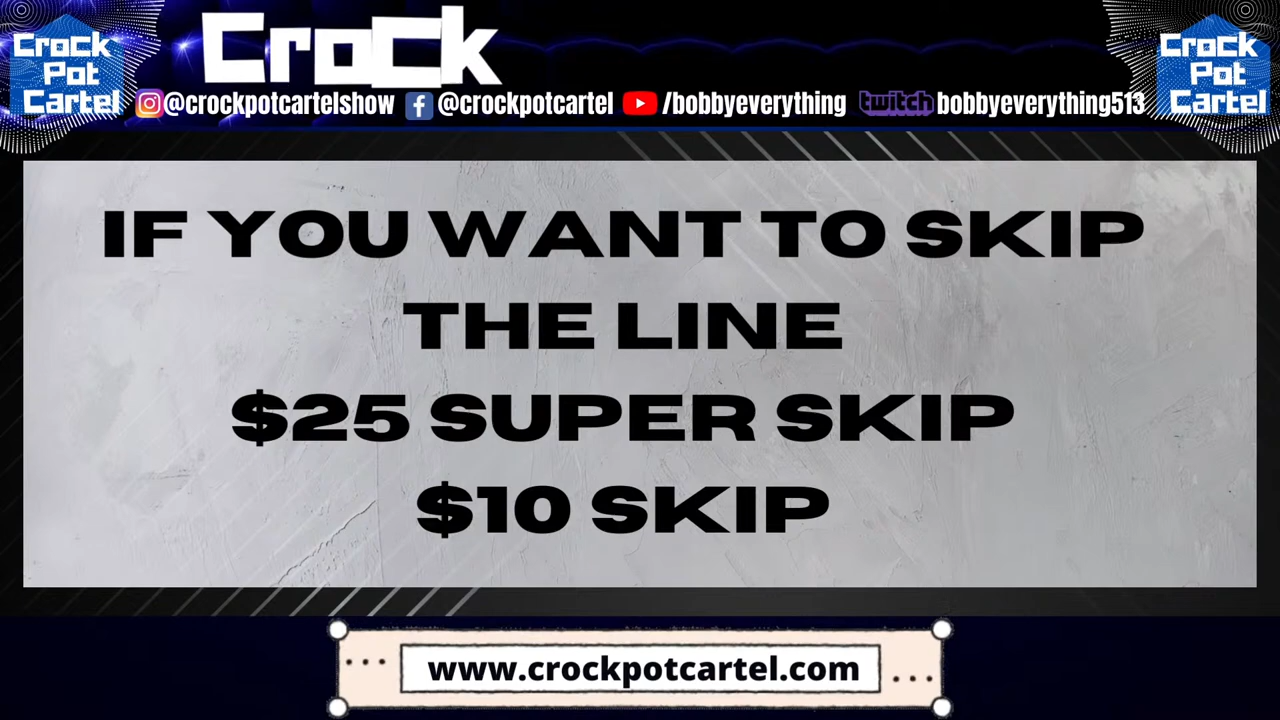 Crock
Pot
Cartel
Crock
@crockpotcartelshow @crockpotcartel /bobbyeverything twitch bobbyeverything513
Crock
Pot
Cartel
IF YOU WANT TO SKIP
THE LINE
$25 SUPER SKIP
$10 SKIP
www.crockpotcartel.com